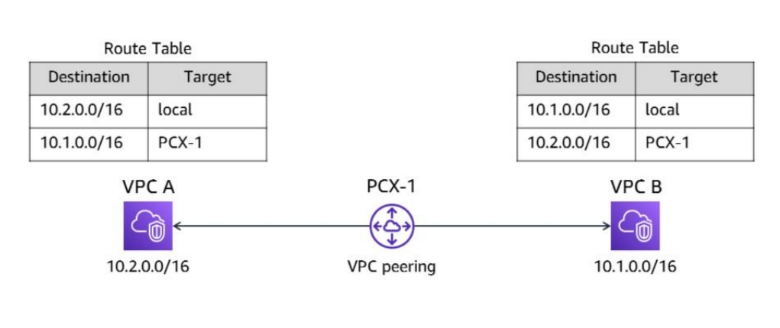 Route Table
Destination Target
10.2.0.0/16 local
10.1.0.0/16 PCX-1
Route Table
Destination Target
10.1.0.0/16 local
10.2.0.0/16 PCX-1
VPC A
PCX-1
VPC B
10.2.0.0/16
VPC peering
10.1.0.0/16